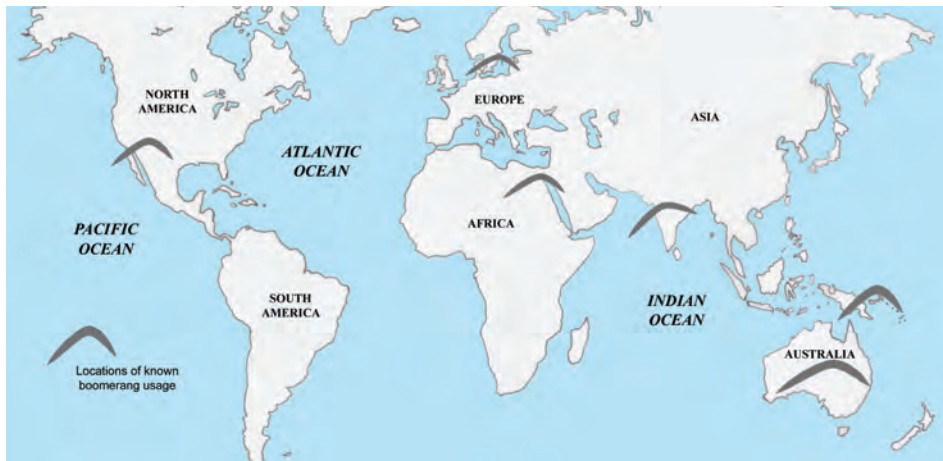 NORTH
AMERICA
EUROPE
ASIA
ATLANTIC
OCEAN
AFRICA
PACIFIC
OCEAN
SOUTH
AMERICA
INDIAN
OCEAN
AUSTRALIA
Locations of known
boomerang usage